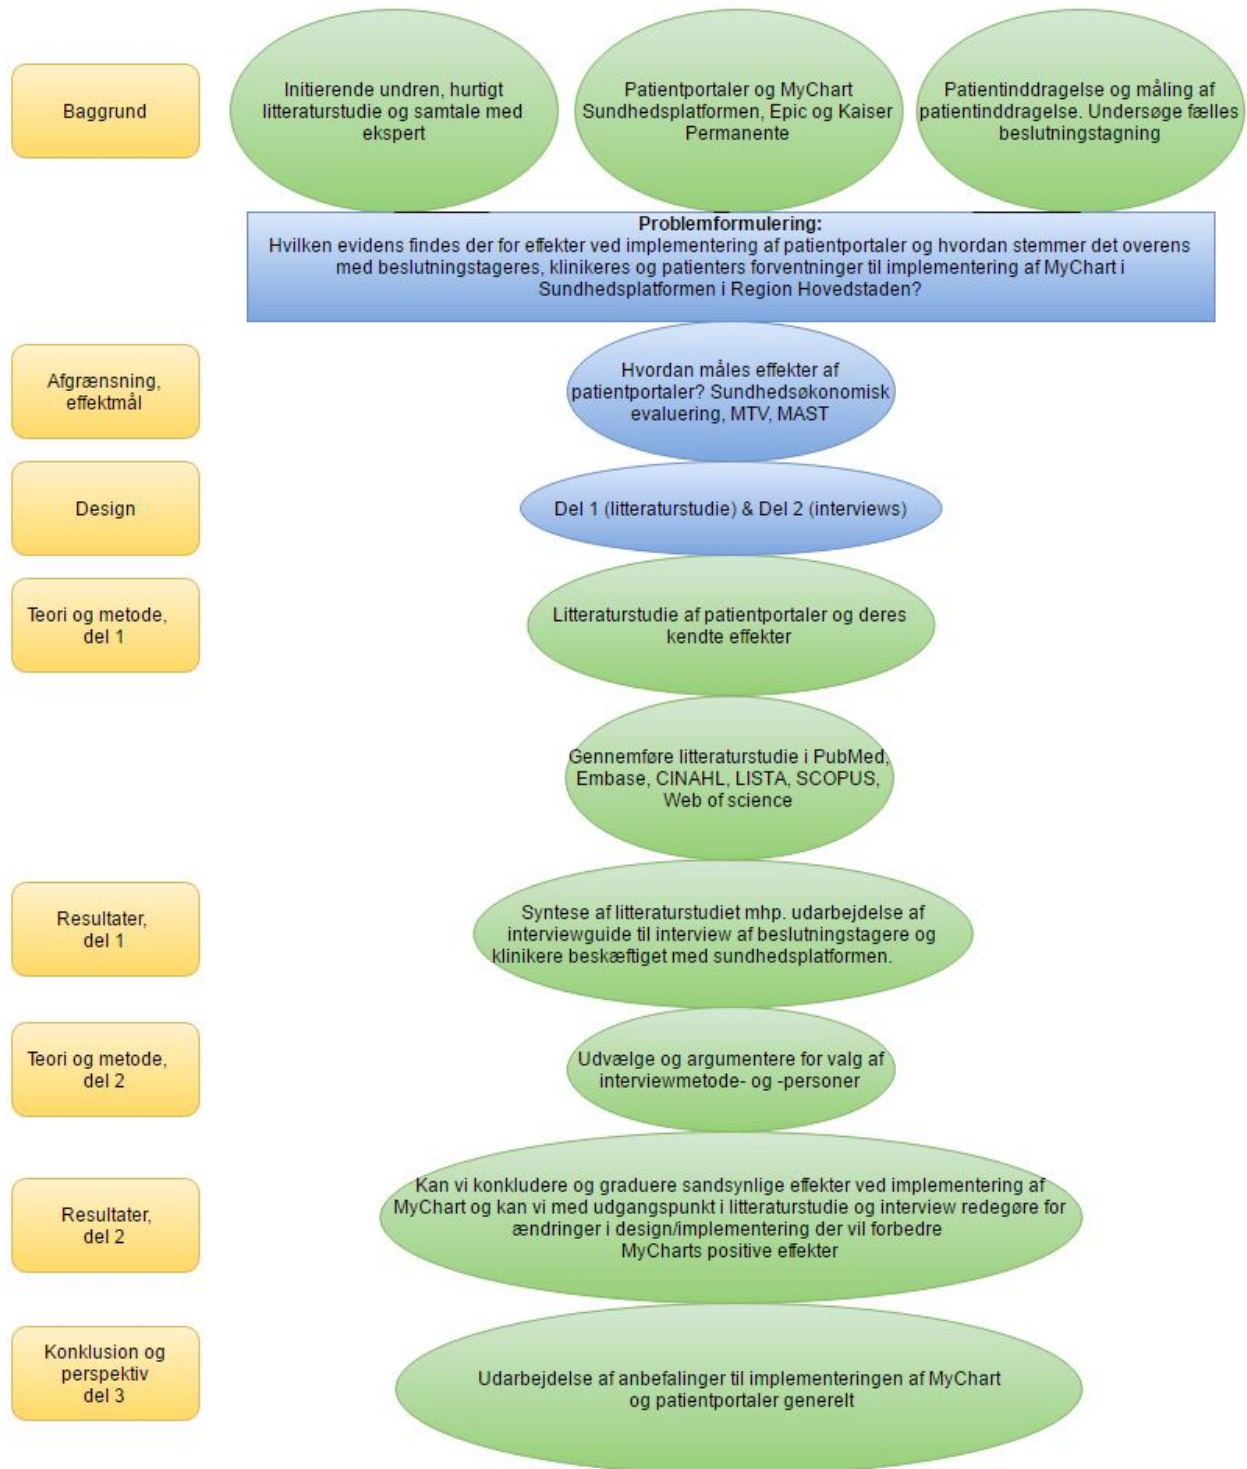 Baggrund
Initierende undren, hurtigt
litteraturstudie og samtale med
ekspert
Patientportaler og MyChart
Sundhedsplatformen, Epic og Kaiser
Permanente
Patientinddragelse og måling af
patientinddragelse. Undersøge fælles
beslutningstagning
Problemformulering:
Hvilken evidens findes der for effekter ved implementering af patientportaler og hvordan stemmer det overens
med beslutningstageres, klinikeres og patienters forventninger til implementering af MyChart i
Sundhedsplatformen i Region Hovedstaden?
Afgrænsning,
effektmål
Hvordan måles effekter af
patientportaler? Sundhedsøkonomisk
evaluering, MTV, MAST
Design
Del 1 (litteraturstudie) & Del 2 (interviews)
Teori og metode,
del 1
Litteraturstudie af patientportaler og deres
kendte effekter
Gennemføre litteraturstudie i PubMed,
Embase, CINAHL, LISTA, SCOPUS,
Web of science
Resultater,
del 1
Syntese af litteraturstudiet mhp. udarbejdelse af
interviewguide til interview af beslutningstagere og
klinikere beskæftiget med sundhedsplatformen.
Teori og metode,
del 2
Udvælge og argumentere for valg af
interviewmetode- og -personer
Resultater,
del 2
Kan vi konkludere og graduere sandsynlige effekter ved implementering af
MyChart og kan vi med udgangspunkt i litteraturstudie og interview redegøre for
ændringer i design/implementering der vil forbedre
MyCharts positive effekter
Konklusion og
perspektiv
del 3
Udarbejdelse af anbefalinger til implementeringen af MyChart
og patientportaler generelt